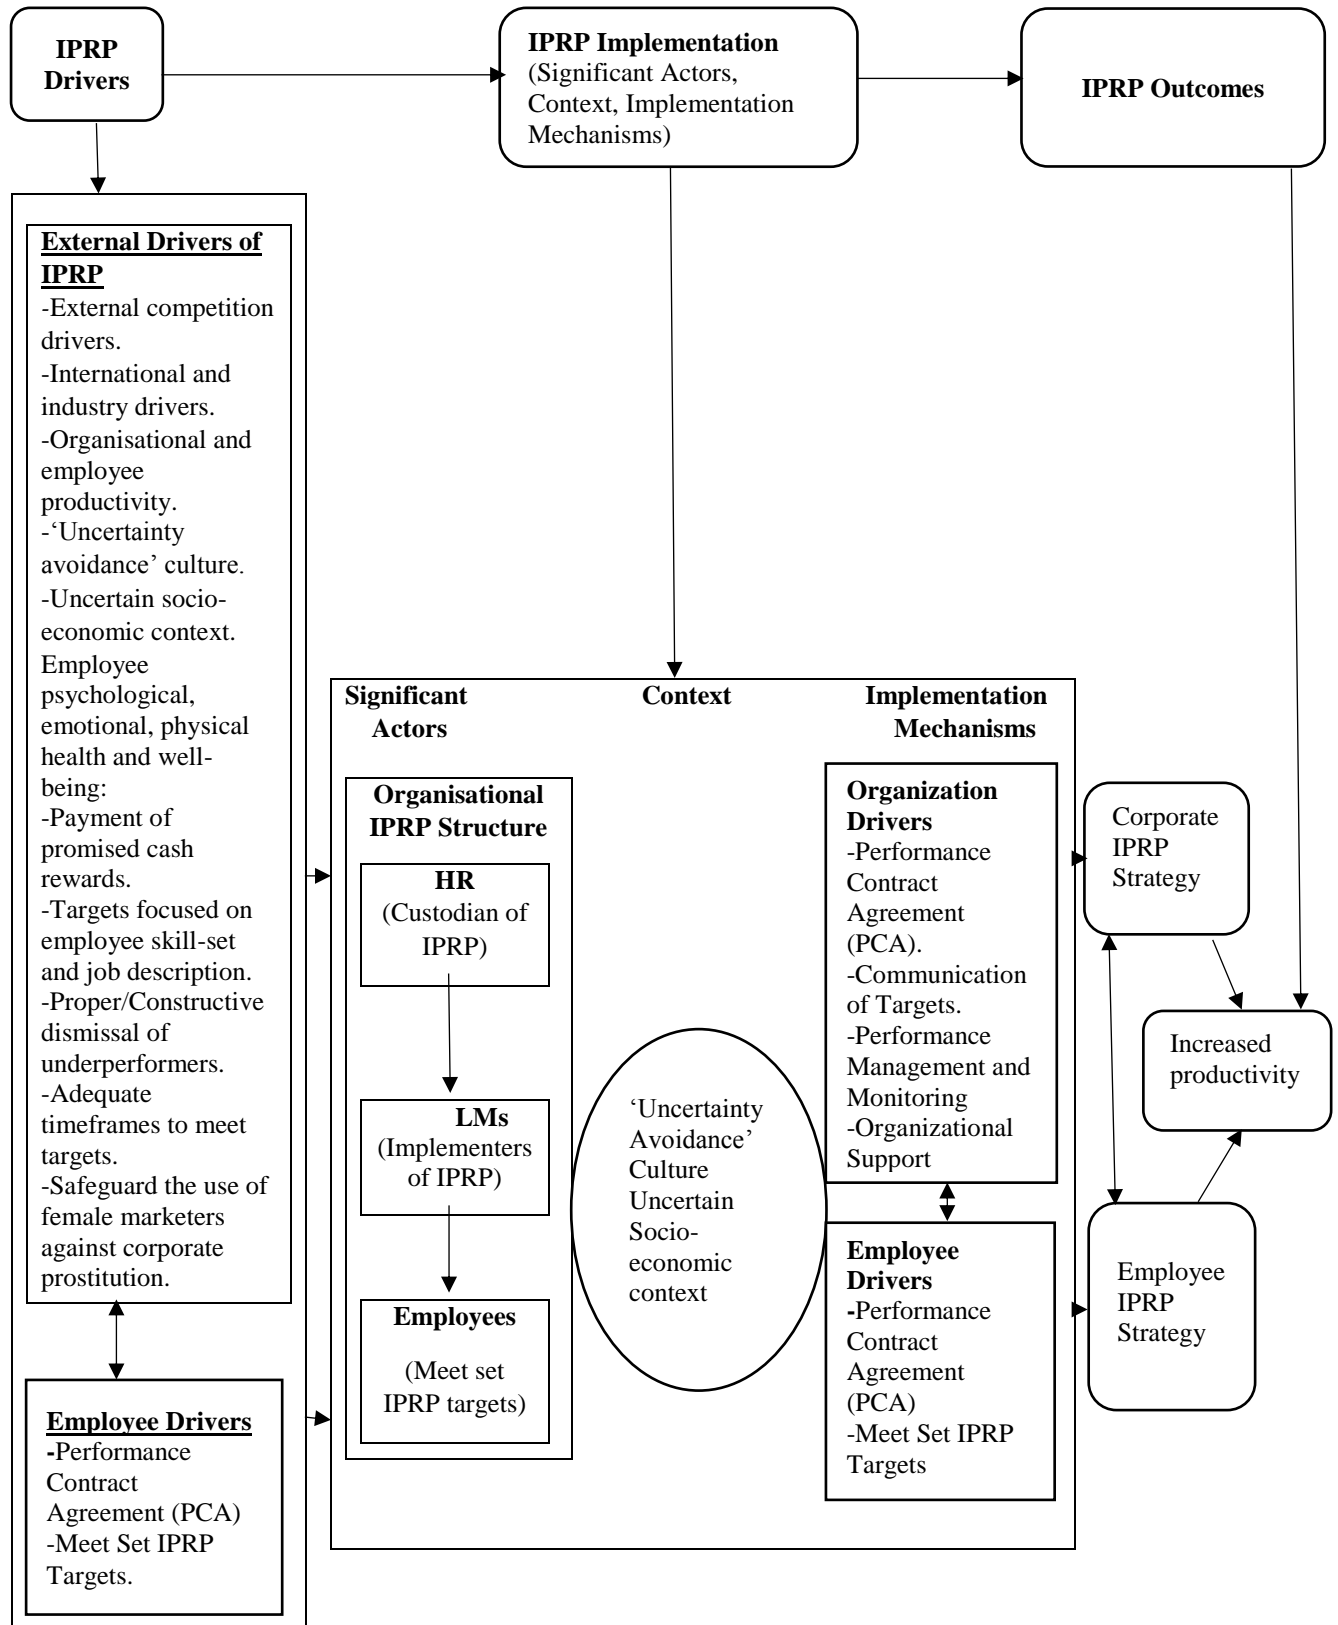 IPRP
Drivers
IPRP Implementation
(Significant Actors,
Context, Implementation
Mechanisms)
IPRP Outcomes
External Drivers of
IPRP
-External competition
drivers.
-International and
industry drivers.
-Organisational and
employee
productivity.
-‘Uncertainty
avoidance’ culture.
-Uncertain socio-
economic context.
Employee
psychological,
emotional, physical
health and well-
being:
-Payment of
promised cash
rewards.
-Targets focused on
employee skill-set
and job description.
-Proper/Constructive
dismissal of
underperformers.
-Adequate
timeframes to meet
targets.
-Safeguard the use of
female marketers
against corporate
prostitution.
Employee Drivers
-Performance
Contract
Agreement (PCA)
-Meet Set IPRP
Targets.
Significant
Actors
Organisational
IPRP Structure
HR
(Custodian of
IPRP)
LMs
(Implementers
of IPRP)
Employees
(Meet set
IPRP targets)
Context
‘Uncertainty
Avoidance’
Culture
Uncertain
Socio-
economic
context
Implementation
Mechanisms
Organization
Drivers
-Performance
Contract
Agreement
(PCA).
-Communication
of Targets.
-Performance
Management and
Monitoring
-Organizational
Support
Employee
Drivers
-Performance
Contract
Agreement
(PCA)
-Meet Set IPRP
Targets
Corporate
IPRP
Strategy
Increased
productivity
Employee
IPRP
Strategy